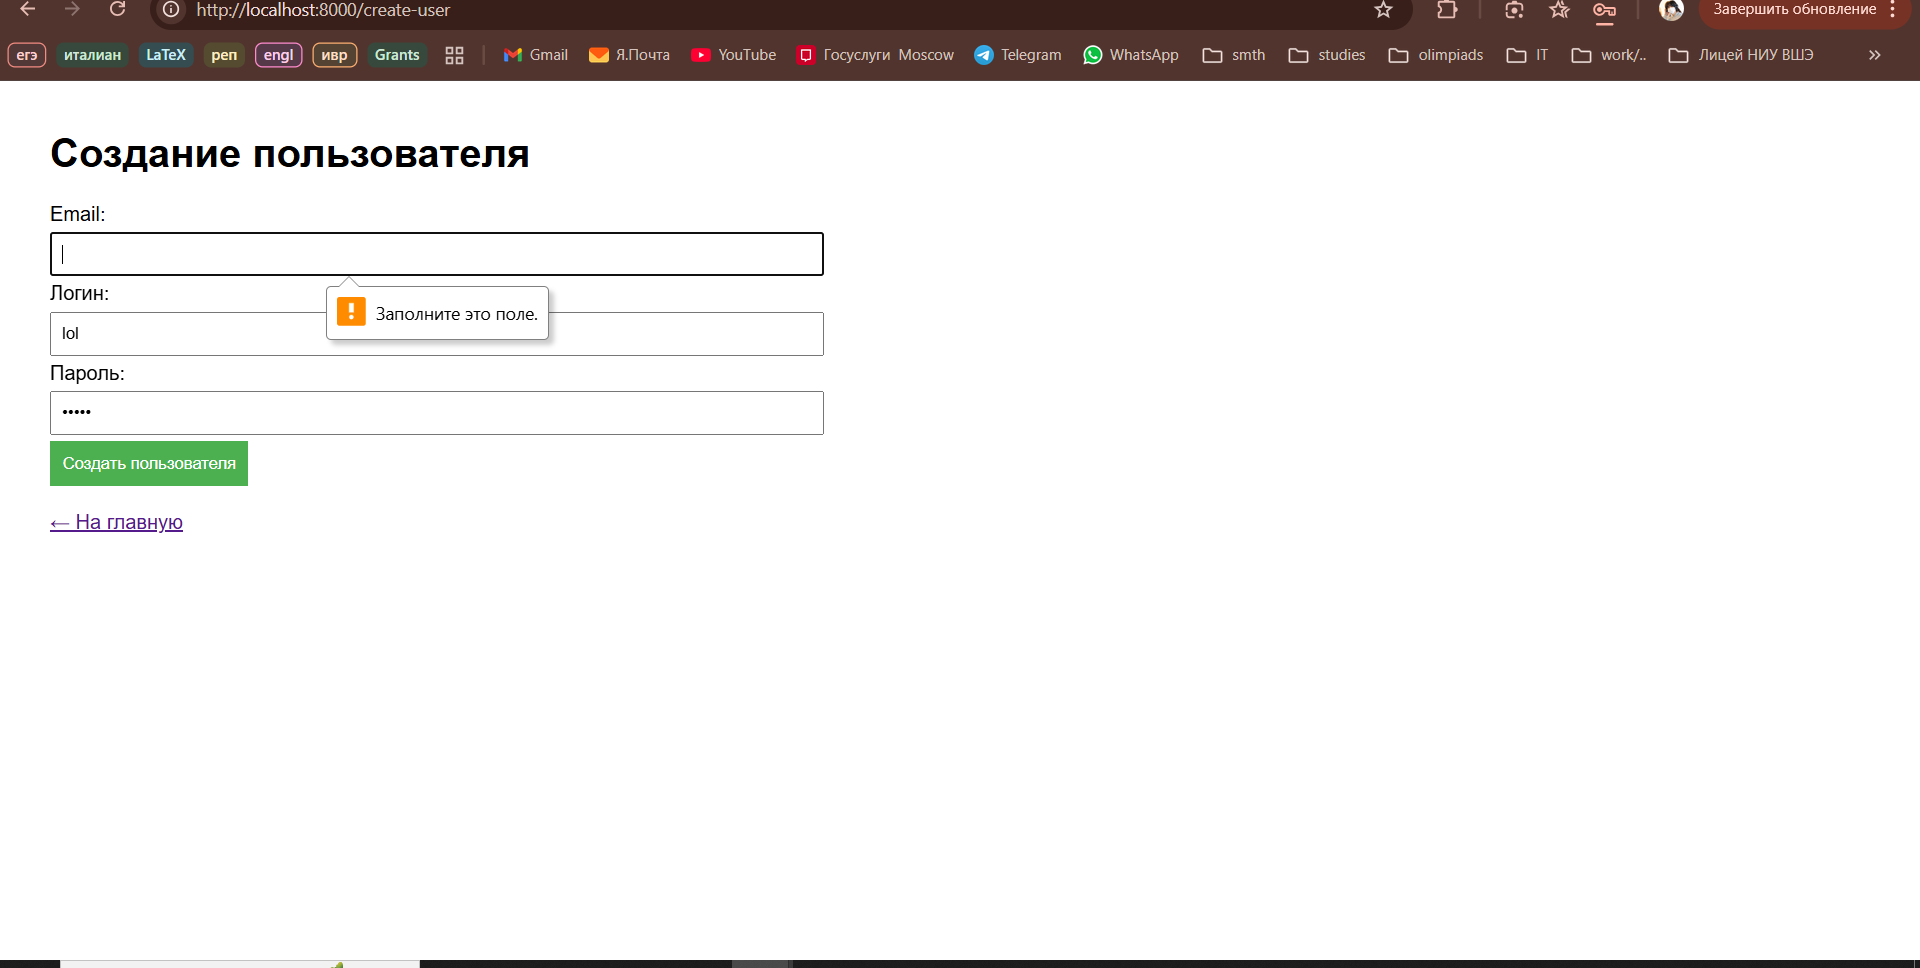 http://localhost:8000/create-user
Завершить обновление
егэ италиан LaTeX реп engl ивр Grants Gmail Я.Почта YouTube Госуслуги Moscow Telegram WhatsApp smth studies olimpiads IT work/.. Лицей НИУ ВШЭ »
Создание пользователя
Email:
Заполните это поле.
Логин:
lol
Пароль:
•••••
Создать пользователя
← На главную